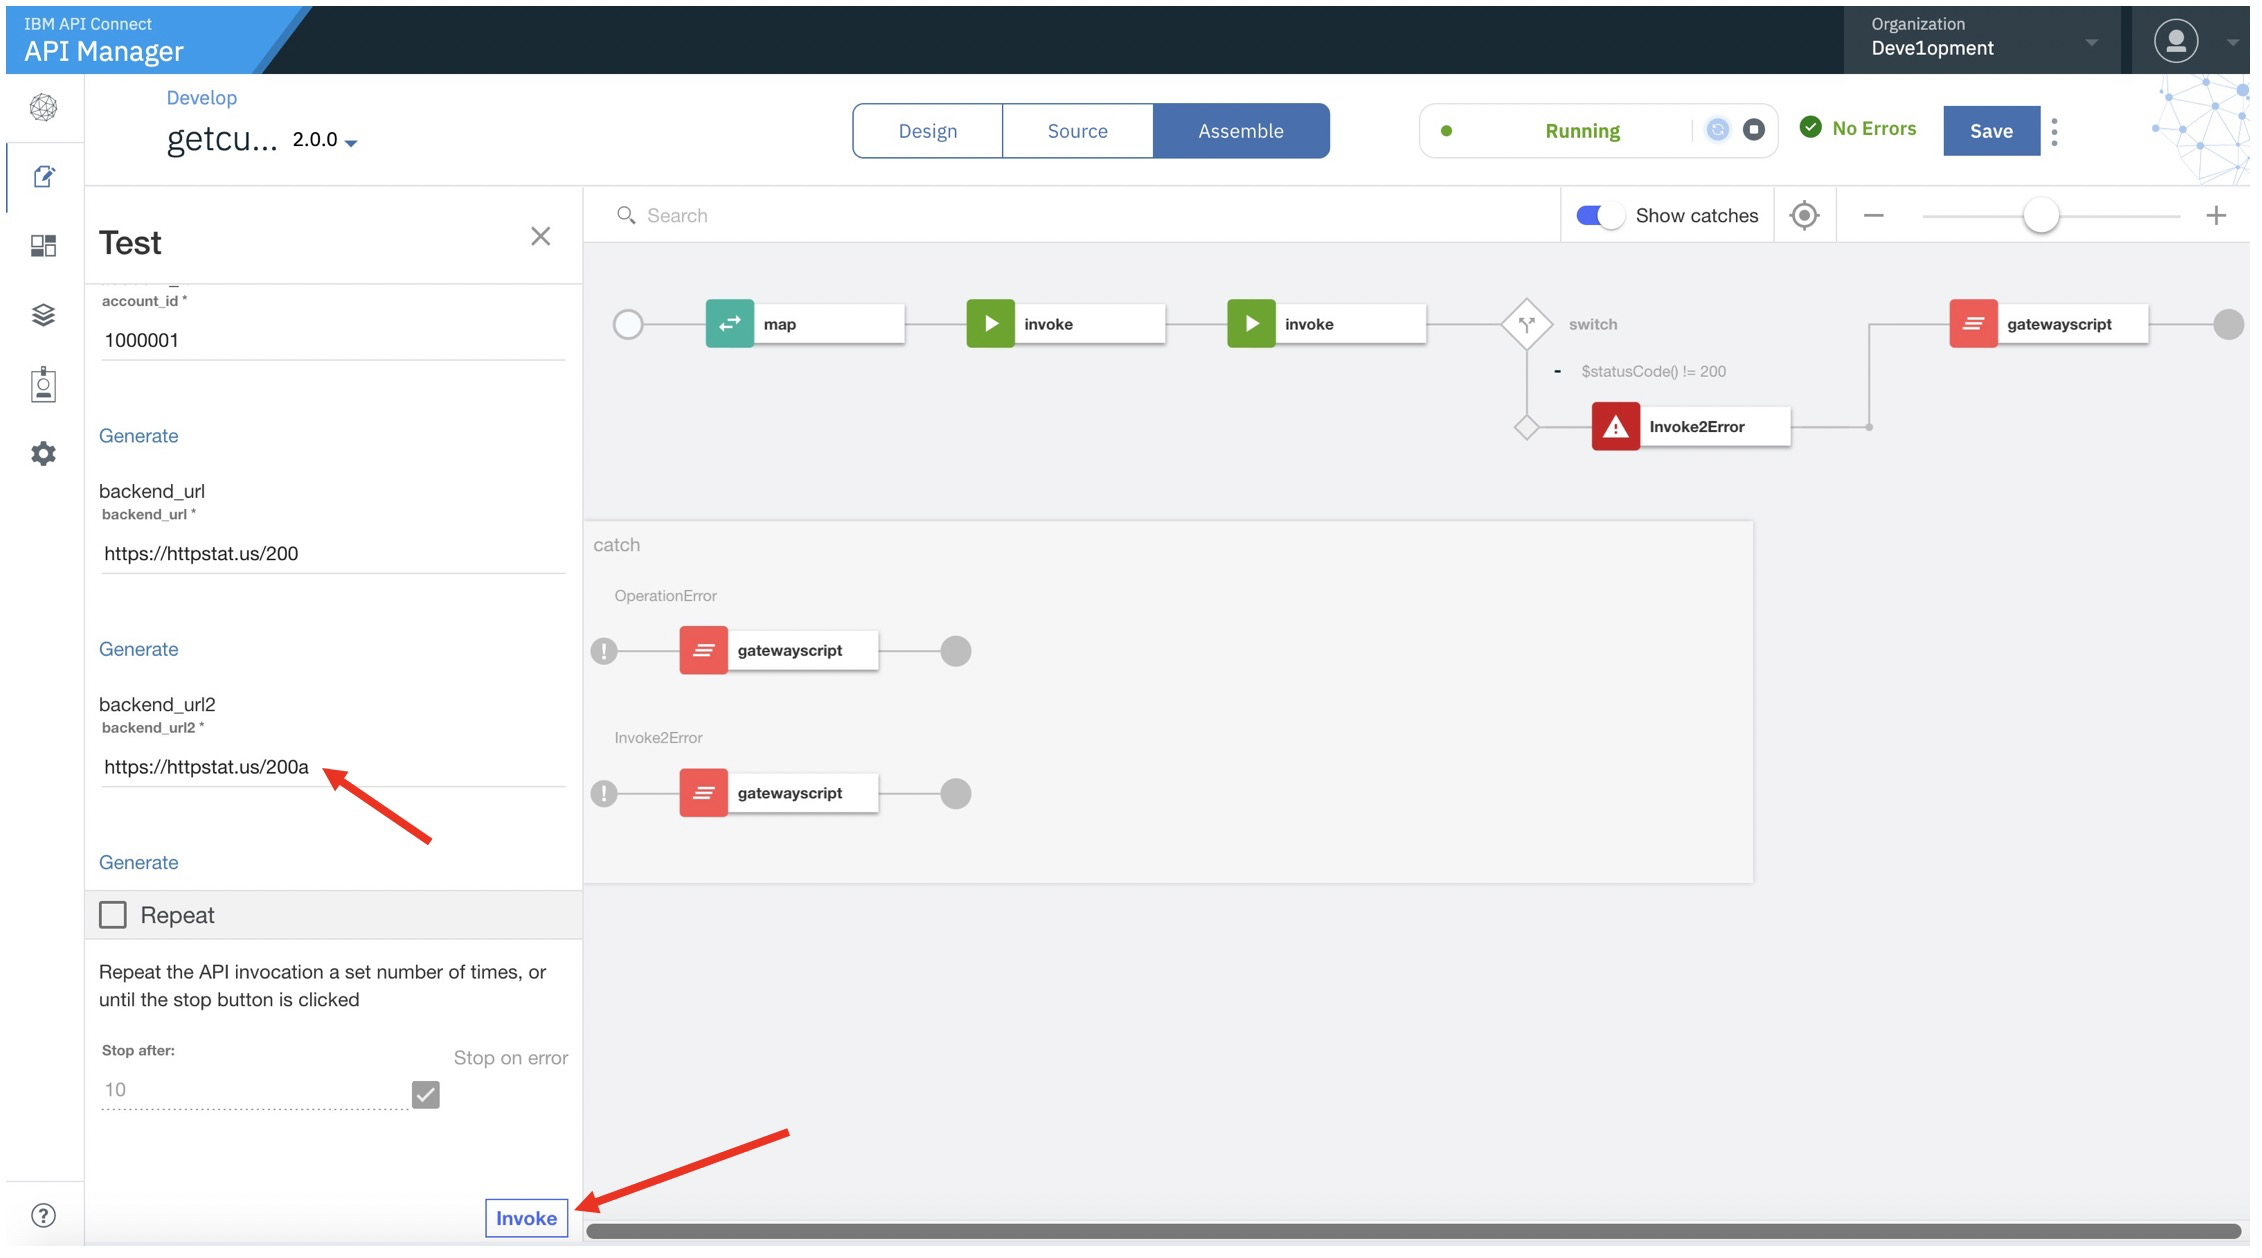 IBM API Connect
API Manager
Organization
Deve1opment
Develop
getcu... 2.0.0
Design
Source
Assemble
Running
No Errors
Save
Test
account_id *
1000001
Generate
backend_url
backend_url *
https://httpstat.us/200
Generate
backend_url2
backend_url2 *
https://httpstat.us/200a
Generate
Repeat
Repeat the API invocation a set number of times, or
until the stop button is clicked
Stop after:
Stop on error
10
Invoke
Search
Show catches
map
invoke
invoke
switch
gatewayscript
- $statusCode() != 200
Invoke2Error
catch
OperationError
gatewayscript
Invoke2Error
gatewayscript